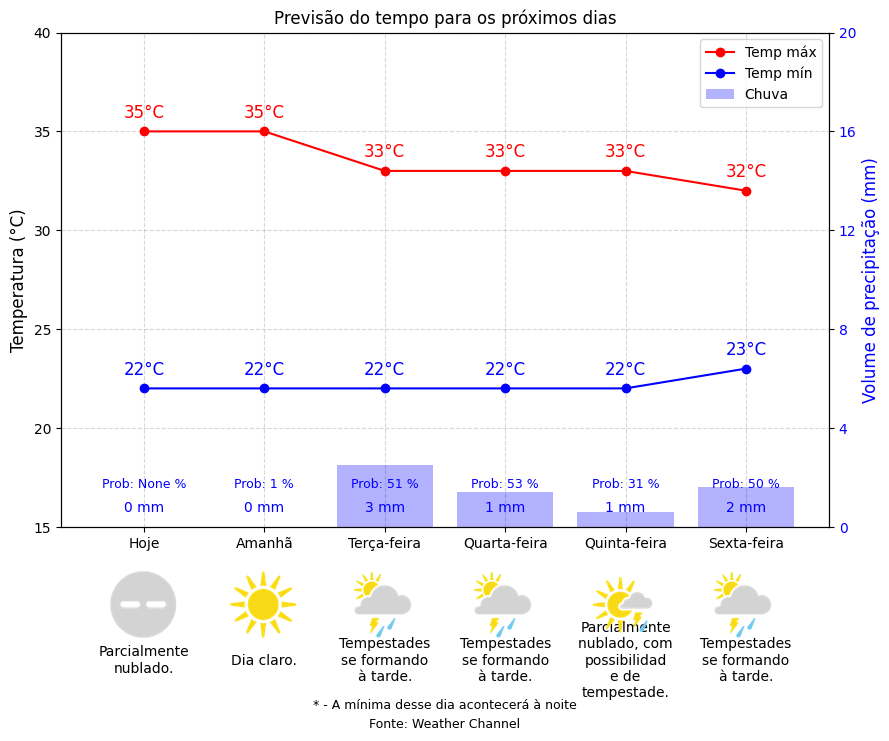 Previsão do tempo para os próximos dias
40
35
30
25
20
15
Temperatura (°C)
20
16
12
8
4
0
Volume de precipitação (mm)
Temp máx
Temp mín
Chuva
35°C 35°C 33°C 33°C 33°C 32°C
22°C 22°C 22°C 22°C 22°C 23°C
Prob: None % Prob: 1 % Prob: 51 % Prob: 53 % Prob: 31 % Prob: 50 %
0 mm 0 mm 3 mm 1 mm 1 mm 2 mm
Hoje Amanhã Terça-feira Quarta-feira Quinta-feira Sexta-feira
Parcialmente
nublado.
Dia claro.
Tempestades
se formando
à tarde.
Tempestades
se formando
à tarde.
Parcialmente
nublado, com
possibilidad
e de
tempestade.
Tempestades
se formando
à tarde.
* - A mínima desse dia acontecerá à noite
Fonte: Weather Channel